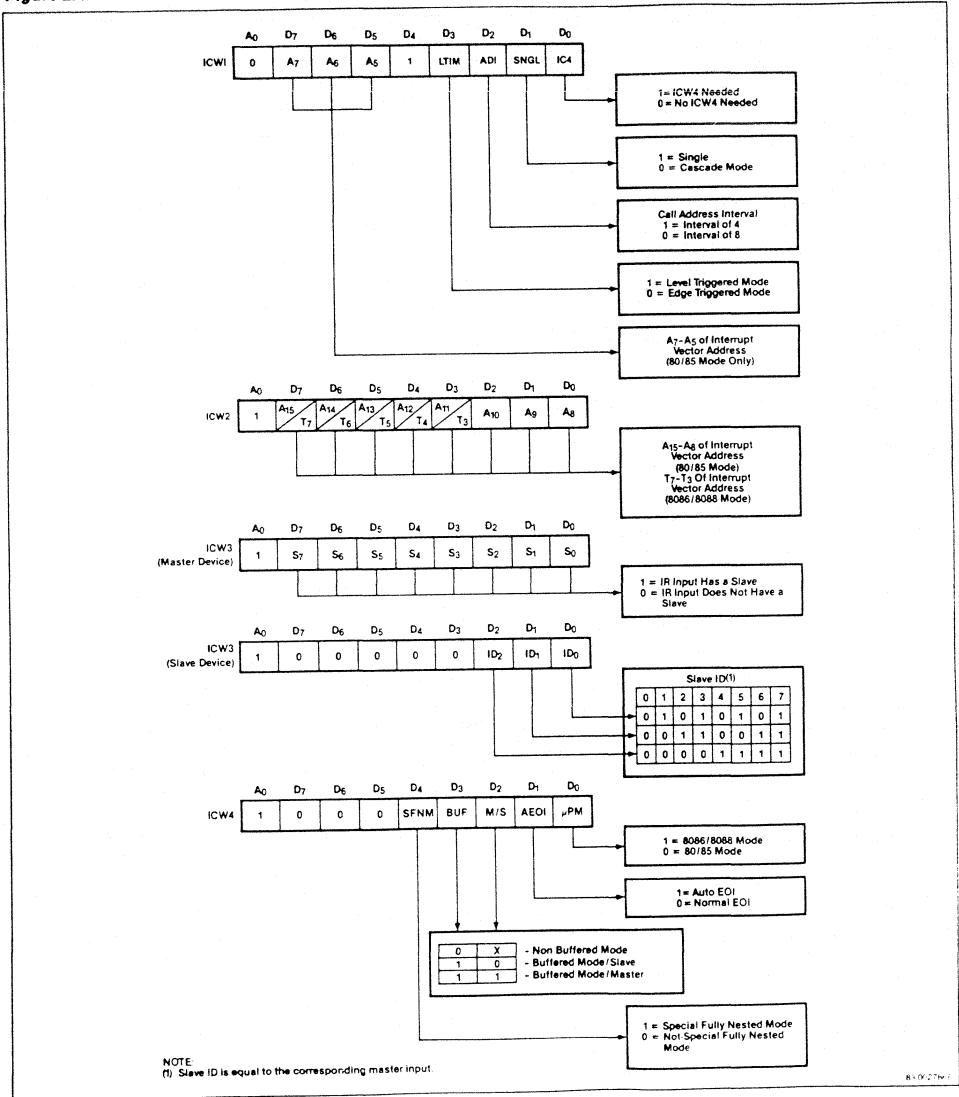 A0 D7 D6 D5 D4 D3 D2 D1 D0
ICW1 0 A7 A6 A5 1 LTIM ADI SNGL IC4
1 = ICW4 Needed
0 = No ICW4 Needed
1 = Single
0 = Cascade Mode
Call Address Interval
1 = Interval of 4
0 = Interval of 8
1 = Level Triggered Mode
0 = Edge Triggered Mode
A7-A5 of Interrupt
Vector Address
(80/85 Mode Only)
A0 D7 D6 D5 D4 D3 D2 D1 D0
ICW2 1 A15/T7 A14/T6 A13/T5 A12/T4 A11/T3 A10 A9 A8
A15-A8 of Interrupt
Vector Address
(80/85 Mode)
T7-T3 Of Interrupt
Vector Address
(8086/8088 Mode)
A0 D7 D6 D5 D4 D3 D2 D1 D0
ICW3
(Master Device)
1 S7 S6 S5 S4 S3 S2 S1 S0
1 = IR Input Has a Slave
0 = IR Input Does Not Have a
Slave
A0 D7 D6 D5 D4 D3 D2 D1 D0
ICW3
(Slave Device)
1 0 0 0 0 0 ID2 ID1 ID0
Slave ID(1)
0 1 2 3 4 5 6 7
0 1 0 1 0 1 0 1
0 0 1 1 0 0 1 1
0 0 0 0 1 1 1 1
A0 D7 D6 D5 D4 D3 D2 D1 D0
ICW4 1 0 0 0 SFNM BUF M/S AEOI μPM
1 = 8086/8088 Mode
0 = 80/85 Mode
1 = Auto EOI
0 = Normal EOI
0 X - Non Buffered Mode
1 0 - Buffered Mode/Slave
1 1 - Buffered Mode/Master
1 = Special Fully Nested Mode
0 = Not Special Fully Nested
Mode
NOTE:
(1) Slave ID is equal to the corresponding master input.